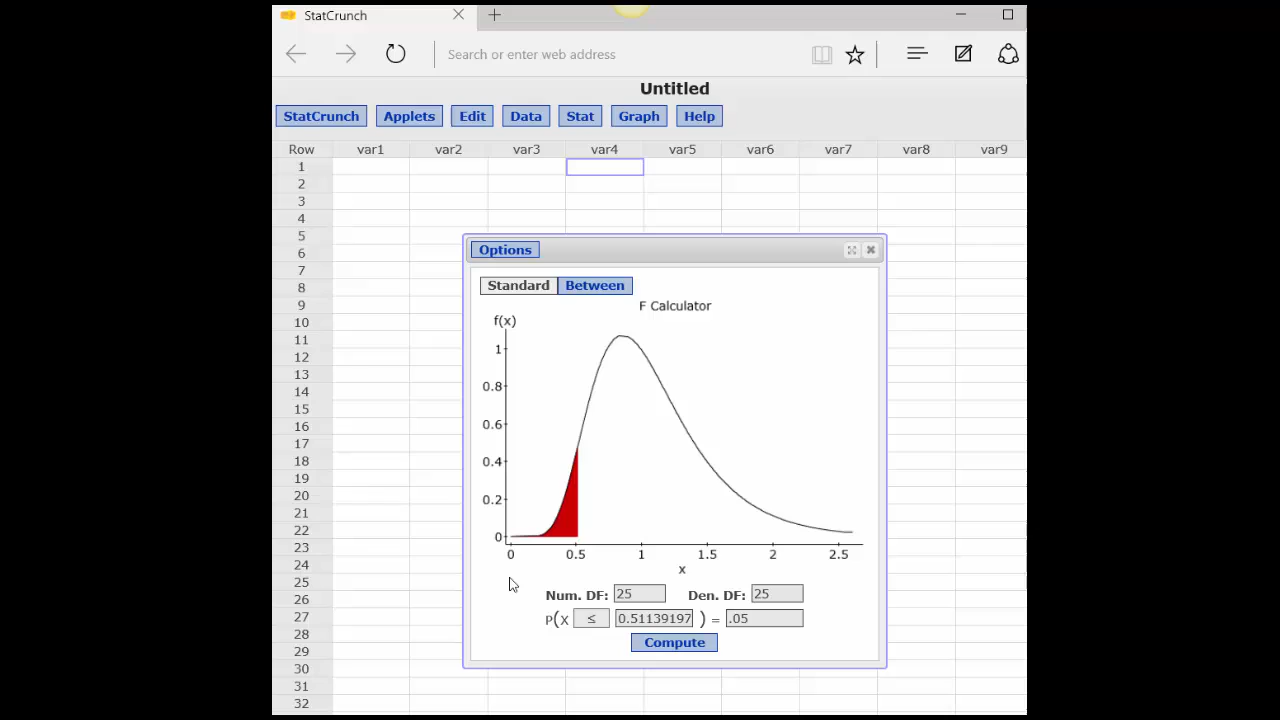 StatCrunch
Search or enter web address
Untitled
StatCrunch Applets Edit Data Stat Graph Help
Row var1 var2 var3 var4 var5 var6 var7 var8 var9
1
2
3
4
5
6
7
8
9
10
11
12
13
14
15
16
17
18
19
20
21
22
23
24
25
26
27
28
29
30
31
32
Options
Standard Between
F Calculator
f(x)
1
0.8
0.6
0.4
0.2
0
0 0.5 1 1.5 2 2.5
x
Num. DF: 25 Den. DF: 25
P(X ≤ 0.51139197 ) = .05
Compute